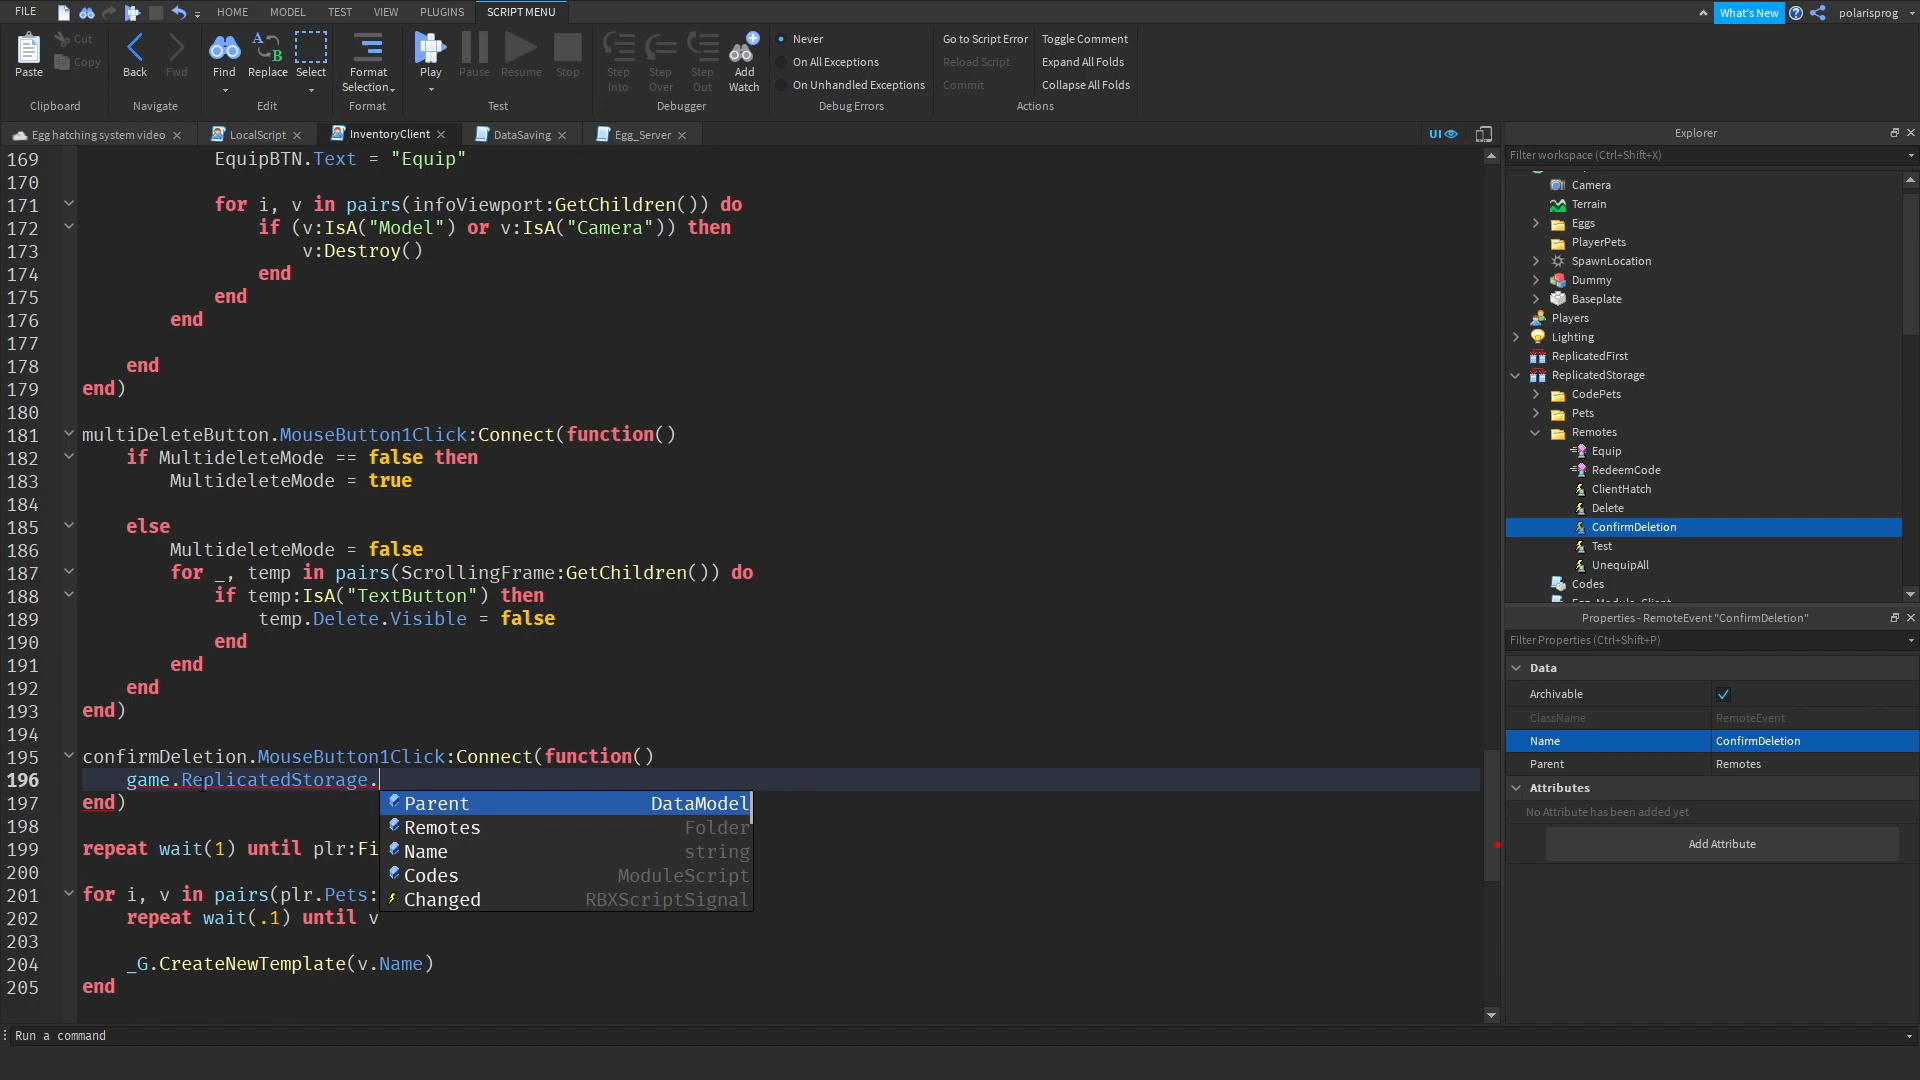 FILE HOME MODEL TEST VIEW PLUGINS SCRIPT MENU What's New polarisprog
Paste Cut Copy Back Fwd Find Replace Select Format Selection Play Pause Resume Stop Step Into Step Over Step Out Add Watch
Never Go to Script Error Toggle Comment
On All Exceptions Reload Script Expand All Folds
On Unhandled Exceptions Commit Collapse All Folds
Clipboard Navigate Edit Format Test Debugger Debug Errors Actions
Egg hatching system video LocalScript InventoryClient DataSaving Egg_Server UI
169 EquipBTN.Text = "Equip"
170
171 for i, v in pairs(infoViewport:GetChildren()) do
172 if (v:IsA("Model") or v:IsA("Camera")) then
173 v:Destroy()
174 end
175 end
176 end
177
178 end
179 end)
180
181 multiDeleteButton.MouseButton1Click:Connect(function()
182 if MultideleteMode == false then
183 MultideleteMode = true
184
185 else
186 MultideleteMode = false
187 for _, temp in pairs(ScrollingFrame:GetChildren()) do
188 if temp:IsA("TextButton") then
189 temp.Delete.Visible = false
190 end
191 end
192 end
193 end)
194
195 confirmDeletion.MouseButton1Click:Connect(function()
196 game.ReplicatedStorage.
197 end)
198
199 repeat wait(1) until plr:Fi
200
201 for i, v in pairs(plr.Pets:
202 repeat wait(.1) until v
203
204 _G.CreateNewTemplate(v.Name)
205 end
Parent DataModel
Remotes Folder
Name string
Codes ModuleScript
Changed RBXScriptSignal
Run a command
Explorer
Filter workspace (Ctrl+Shift+X)
Camera
Terrain
Eggs
PlayerPets
SpawnLocation
Dummy
Baseplate
Players
Lighting
ReplicatedFirst
ReplicatedStorage
CodePets
Pets
Remotes
Equip
RedeemCode
ClientHatch
Delete
ConfirmDeletion
Test
UnequipAll
Codes
Egg_Module_Client
Properties - RemoteEvent "ConfirmDeletion"
Filter Properties (Ctrl+Shift+P)
Data
Archivable
ClassName RemoteEvent
Name ConfirmDeletion
Parent Remotes
Attributes
No Attribute has been added yet
Add Attribute